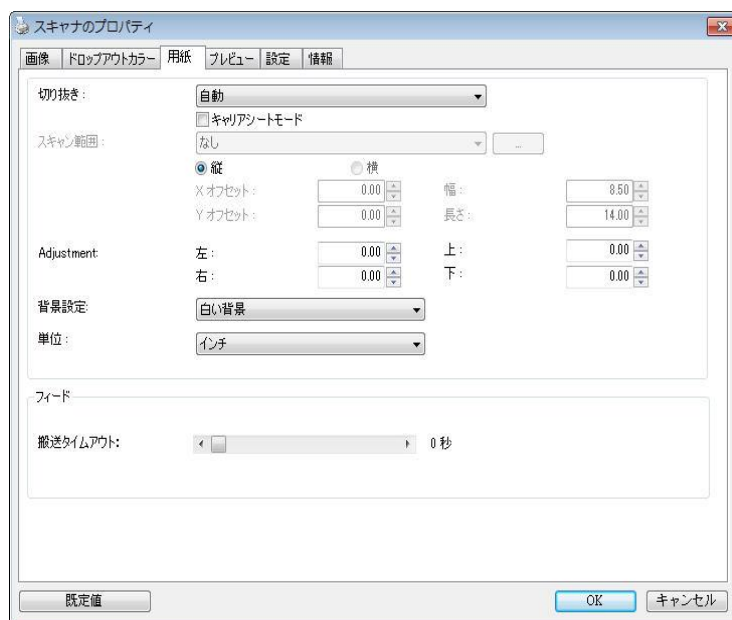 スキャナのプロパティ
画像 ドロップアウトカラー 用紙 プレビュー 設定 情報
切り抜き： 自動
キャリアシートモード
スキャン範囲： なし ...
縦 横
X オフセット： 0.00 幅： 8.50
Y オフセット： 0.00 長さ： 14.00
Adjustment: 左： 0.00 上： 0.00
右： 0.00 下： 0.00
背景設定: 白い背景
単位： インチ
フィード
搬送タイムアウト: 0 秒
既定値 OK キャンセル